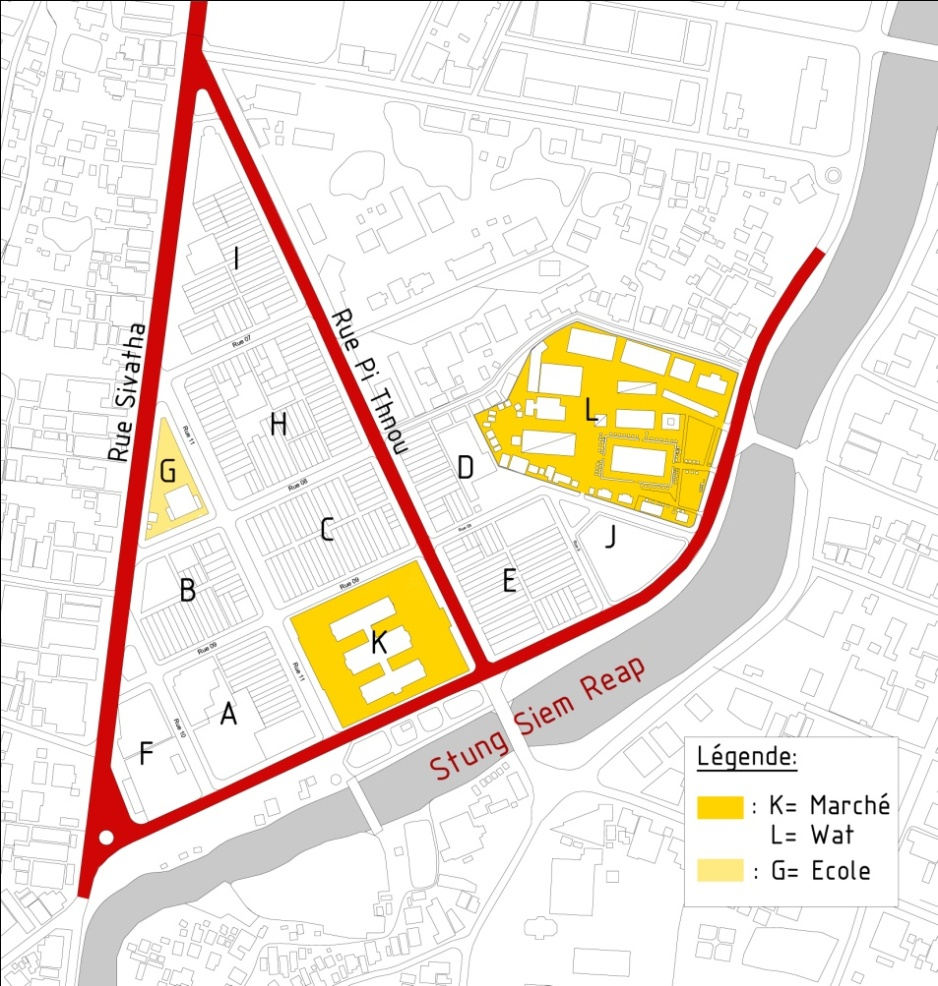 I
Rue 07
Rue Sivatha
Rue Pi Thnou
H
Rue 11
G
L
D
Rue 08
C
J
B
Rue 09
E
K
Rue 09
Rue 11
A
Rue 10
F
Stung Siem Reap
Légende:
: K= Marché
L= Wat
: G= Ecole